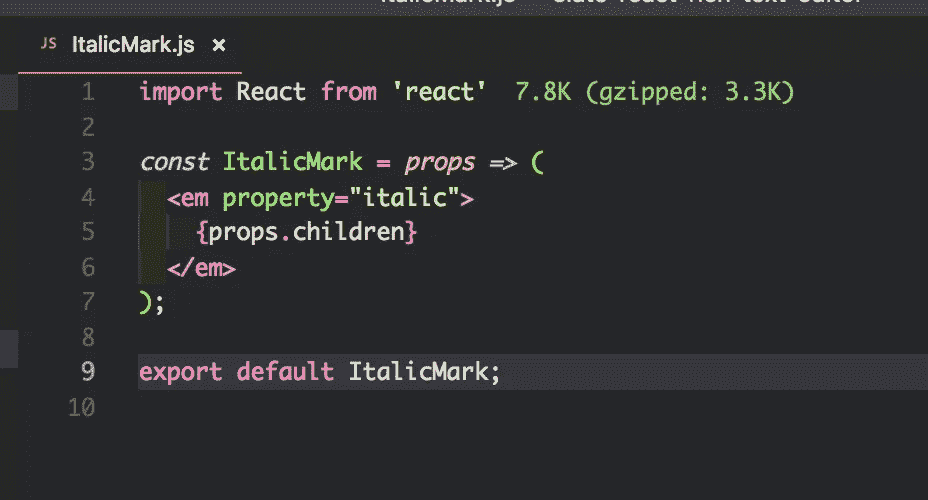 JS ItalicMark.js ×
1 import React from 'react' 7.8K (gzipped: 3.3K)
2
3 const ItalicMark = props => (
4 <em property="italic">
5 {props.children}
6 </em>
7 );
8
9 export default ItalicMark;
10